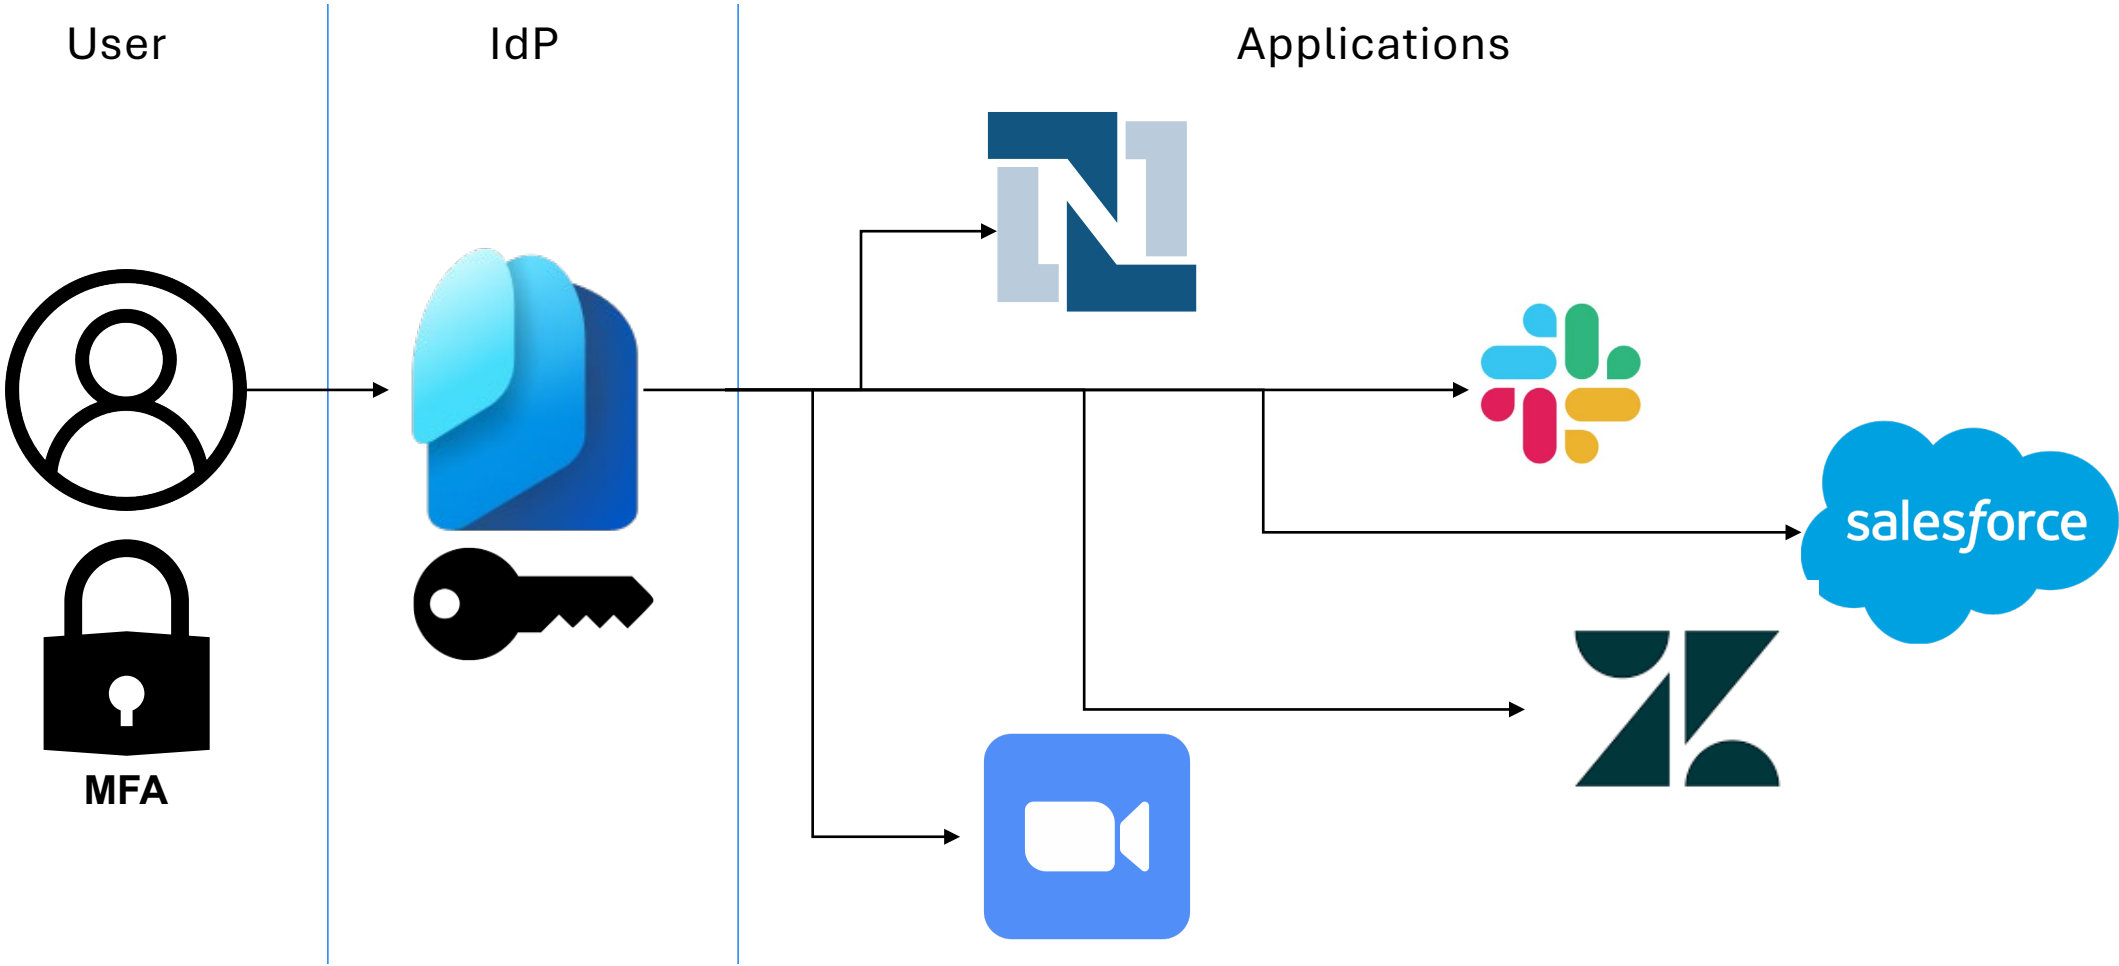 User
IdP
Applications
N
salesforce
MFA